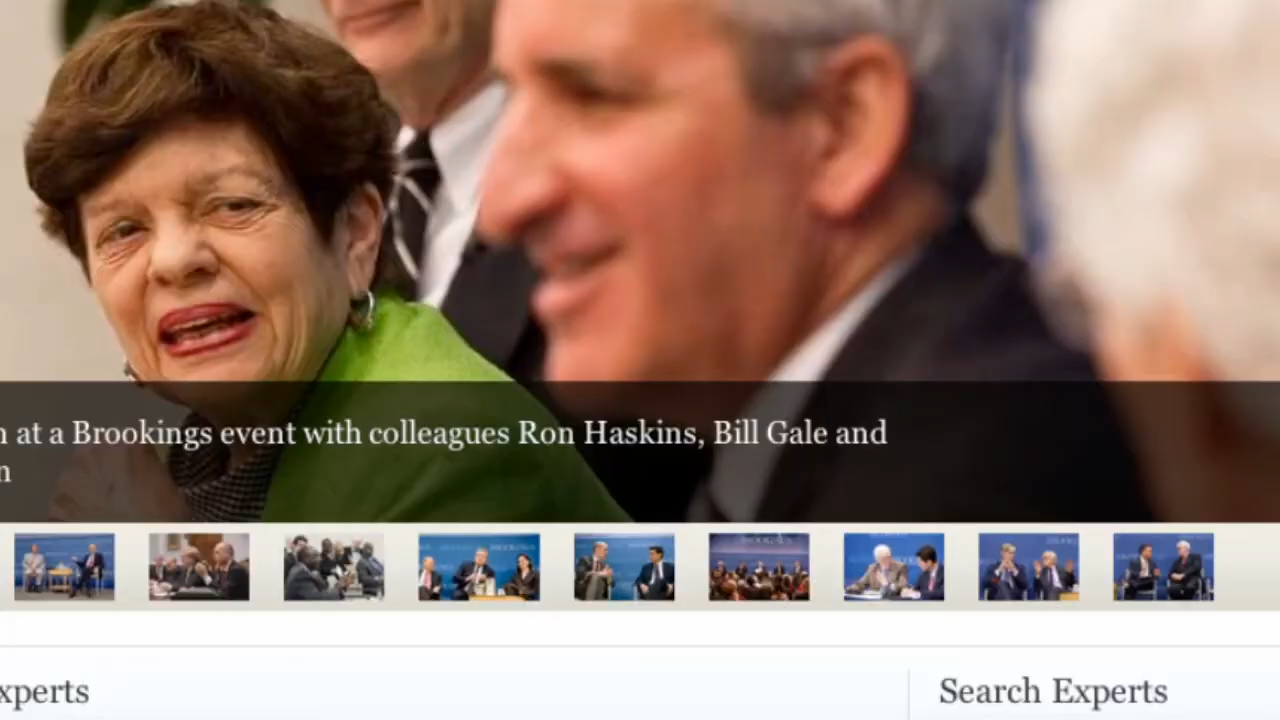 n at a Brookings event with colleagues Ron Haskins, Bill Gale and
n
xperts
Search Experts